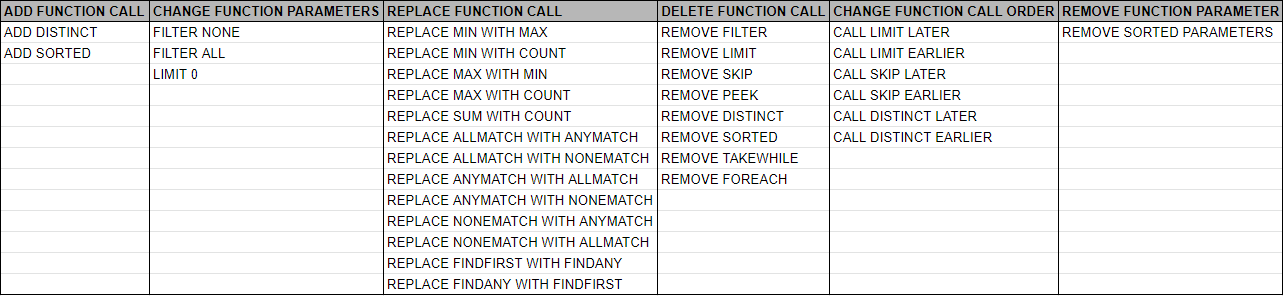 ADD FUNCTION CALL CHANGE FUNCTION PARAMETERS REPLACE FUNCTION CALL DELETE FUNCTION CALL CHANGE FUNCTION CALL ORDER REMOVE FUNCTION PARAMETER
ADD DISTINCT FILTER NONE REPLACE MIN WITH MAX REMOVE FILTER CALL LIMIT LATER REMOVE SORTED PARAMETERS
ADD SORTED FILTER ALL REPLACE MIN WITH COUNT REMOVE LIMIT CALL LIMIT EARLIER
LIMIT 0 REPLACE MAX WITH MIN REMOVE SKIP CALL SKIP LATER
REPLACE MAX WITH COUNT REMOVE PEEK CALL SKIP EARLIER
REPLACE SUM WITH COUNT REMOVE DISTINCT CALL DISTINCT LATER
REPLACE ALLMATCH WITH ANYMATCH REMOVE SORTED CALL DISTINCT EARLIER
REPLACE ALLMATCH WITH NONEMATCH REMOVE TAKEWHILE
REPLACE ANYMATCH WITH ALLMATCH REMOVE FOREACH
REPLACE ANYMATCH WITH NONEMATCH
REPLACE NONEMATCH WITH ANYMATCH
REPLACE NONEMATCH WITH ALLMATCH
REPLACE FINDFIRST WITH FINDANY
REPLACE FINDANY WITH FINDFIRST